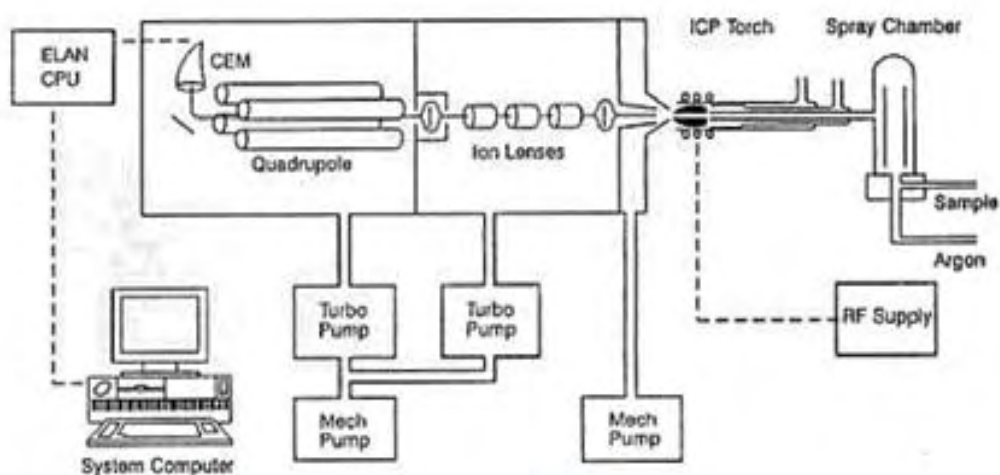 ICP Torch
Spray Chamber
ELAN
CPU
CEM
Quadrupole
Ion Lenses
Sample
Argon
Turbo
Pump
Turbo
Pump
RF Supply
Mech
Pump
Mech
Pump
System Computer